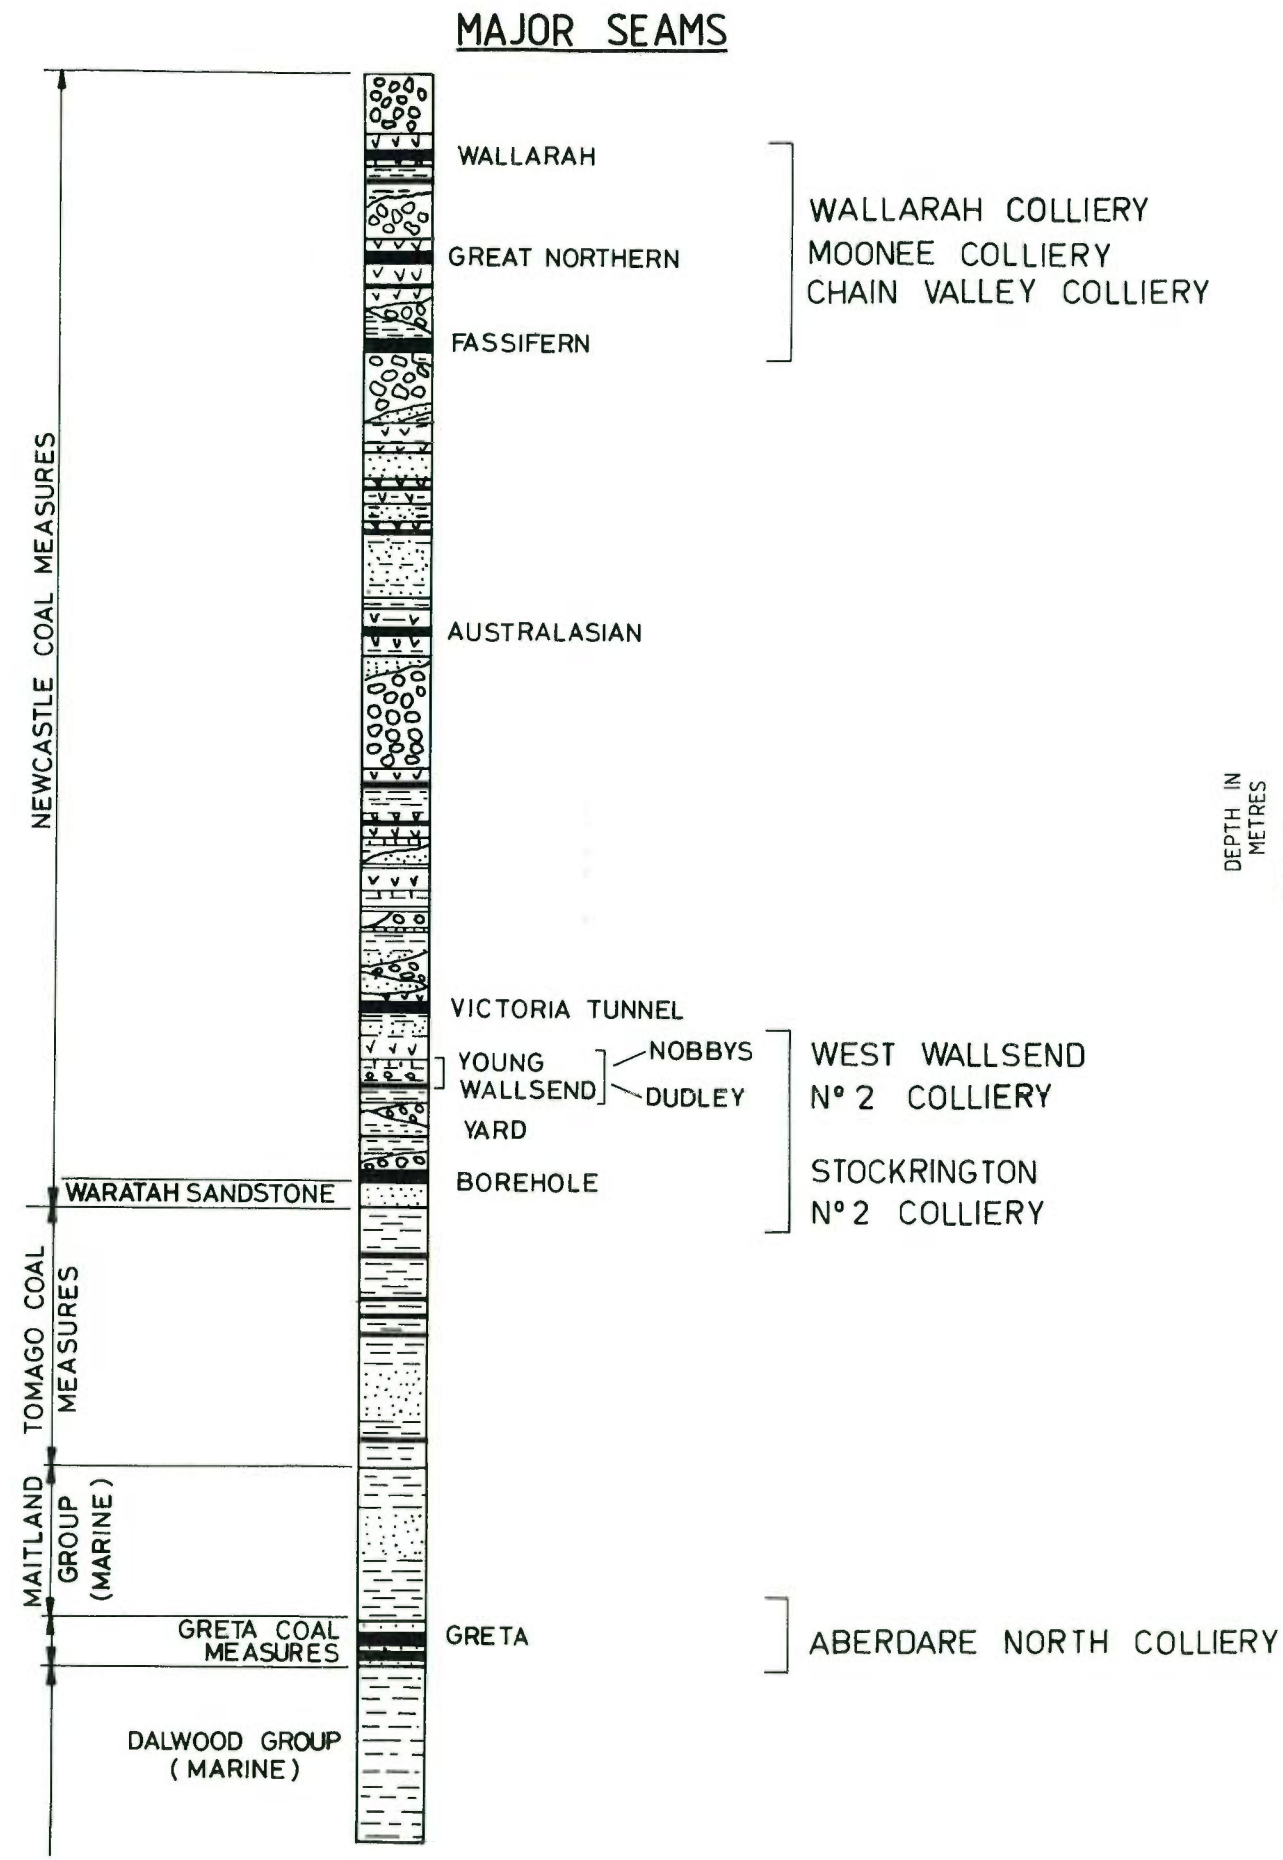 MAJOR SEAMS
WALLARAH
GREAT NORTHERN
FASSIFERN
WALLARAH COLLIERY
MOONEE COLLIERY
CHAIN VALLEY COLLIERY
NEWCASTLE COAL MEASURES
AUSTRALASIAN
DEPTH IN
METRES
VICTORIA TUNNEL
YOUNG
WALLSEND
NOBBYS
DUDLEY
YARD
BOREHOLE
WEST WALLSEND
Nº 2 COLLIERY
STOCKRINGTON
Nº 2 COLLIERY
WARATAH SANDSTONE
TOMAGO COAL
MEASURES
MAITLAND
GROUP
(MARINE)
GRETA COAL
MEASURES
GRETA
ABERDARE NORTH COLLIERY
DALWOOD GROUP
(MARINE)